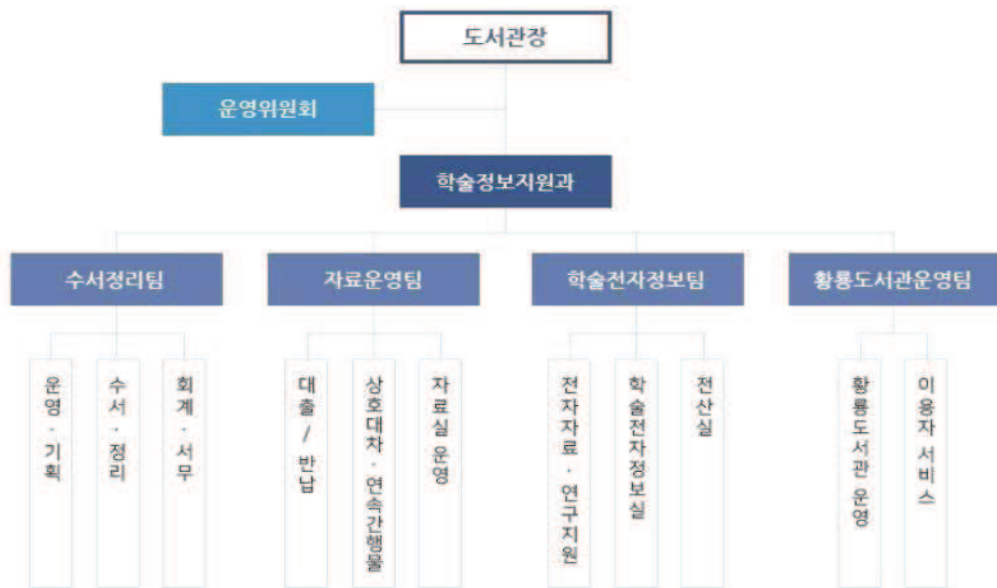 도서관장
운영위원회
학술정보지원과
수서정리팀
자료운영팀
학술전자정보팀
황룡도서관운영팀
운영·기획
수서·정리
회계·서무
대출/반납
상호대차·연속간행물
자료실 운영
전자자료·연구지원
학술전자정보실
전산실
황룡도서관 운영
이용자 서비스